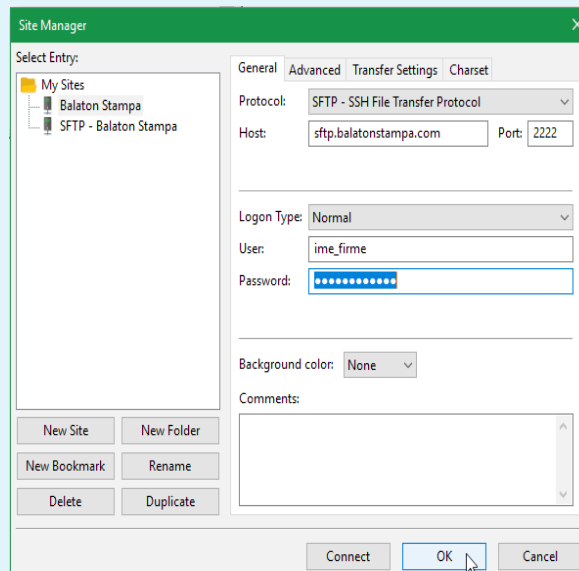 Site Manager
Select Entry:
My Sites
Balaton Stampa
SFTP - Balaton Stampa
New Site
New Folder
New Bookmark
Rename
Delete
Duplicate
General Advanced Transfer Settings Charset
Protocol: SFTP - SSH File Transfer Protocol
Host: sftp.balatonstampa.com Port: 2222
Logon Type: Normal
User: ime_firme
Password: ●●●●●●●●●●●●
Background color: None
Comments:
Connect
OK
Cancel